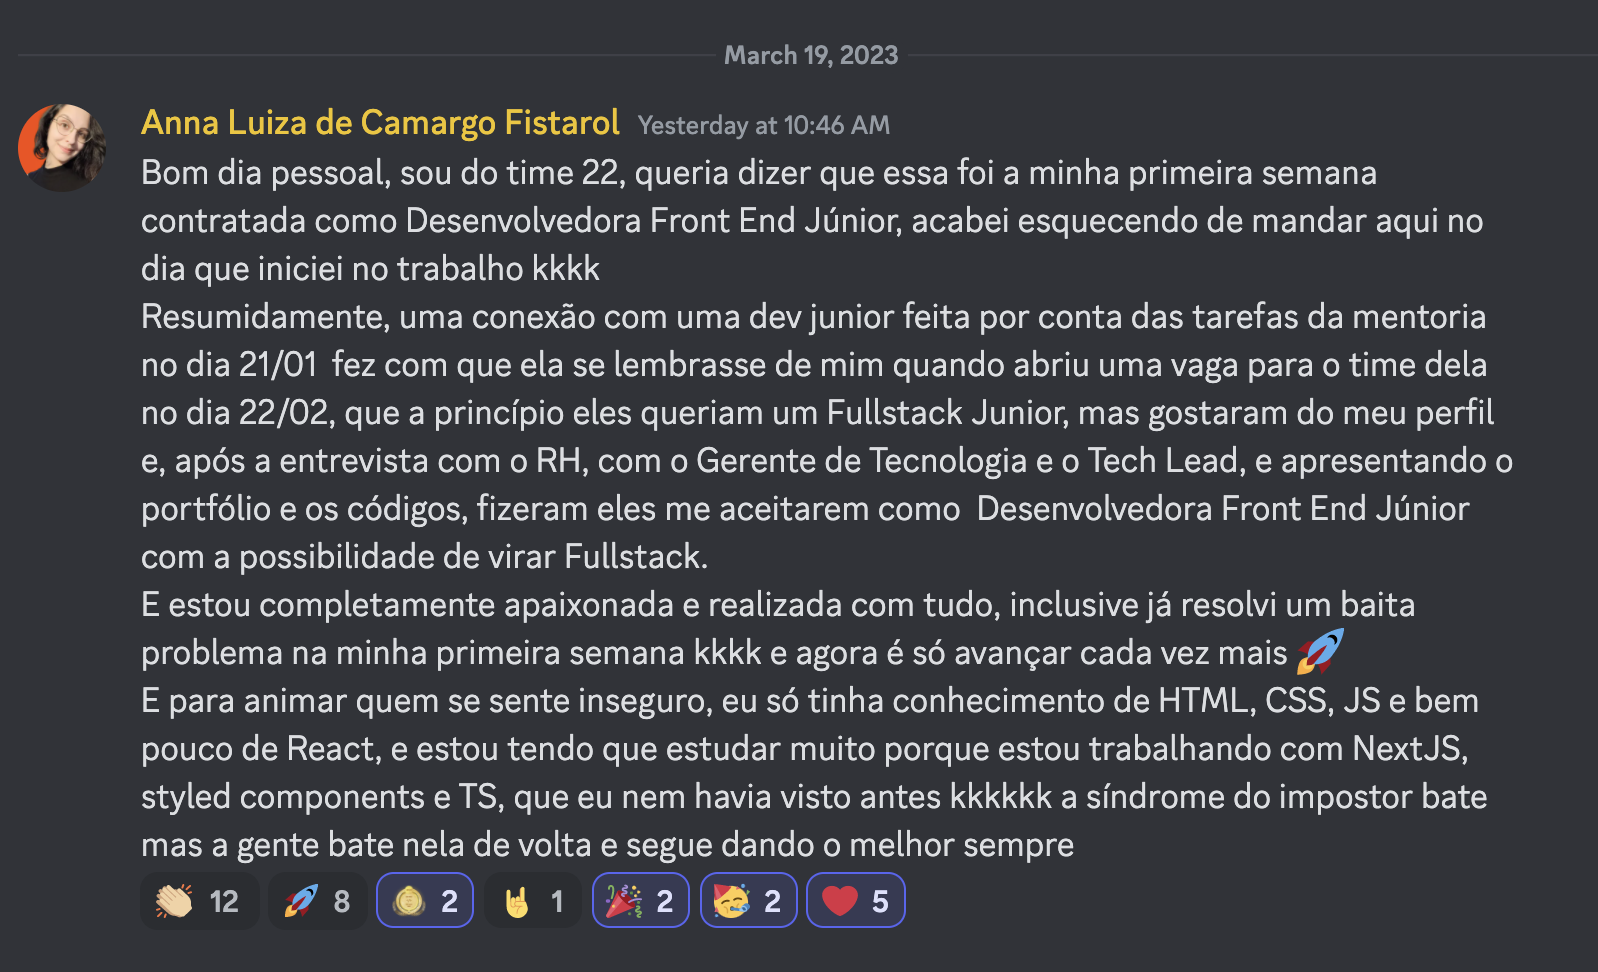 March 19, 2023
Anna Luiza de Camargo Fistarol Yesterday at 10:46 AM
Bom dia pessoal, sou do time 22, queria dizer que essa foi a minha primeira semana
contratada como Desenvolvedora Front End Júnior, acabei esquecendo de mandar aqui no
dia que iniciei no trabalho kkkk
Resumidamente, uma conexão com uma dev junior feita por conta das tarefas da mentoria
no dia 21/01  fez com que ela se lembrasse de mim quando abriu uma vaga para o time dela
no dia 22/02, que a princípio eles queriam um Fullstack Junior, mas gostaram do meu perfil
e, após a entrevista com o RH, com o Gerente de Tecnologia e o Tech Lead, e apresentando o
portfólio e os códigos, fizeram eles me aceitarem como  Desenvolvedora Front End Júnior
com a possibilidade de virar Fullstack.
E estou completamente apaixonada e realizada com tudo, inclusive já resolvi um baita
problema na minha primeira semana kkkk e agora é só avançar cada vez mais 🚀
E para animar quem se sente inseguro, eu só tinha conhecimento de HTML, CSS, JS e bem
pouco de React, e estou tendo que estudar muito porque estou trabalhando com NextJS,
styled components e TS, que eu nem havia visto antes kkkkkk a síndrome do impostor bate
mas a gente bate nela de volta e segue dando o melhor sempre
12 8 2 1 2 2 5